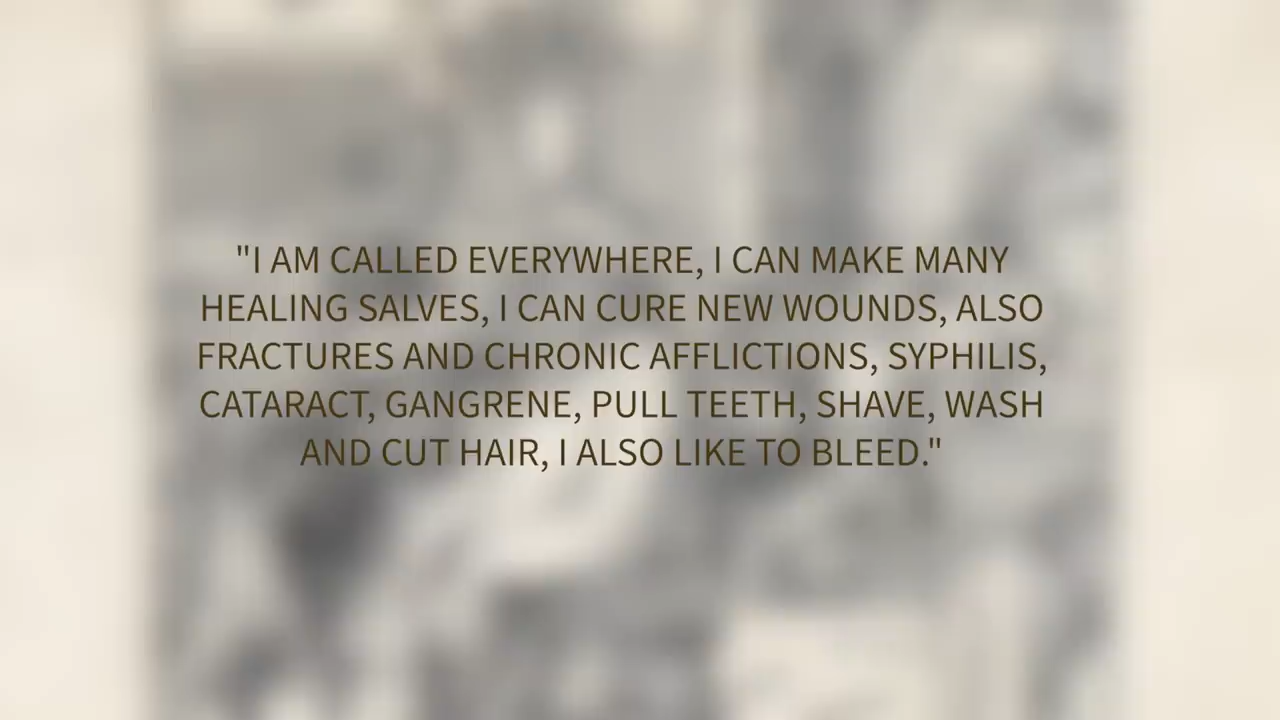 "I AM CALLED EVERYWHERE, I CAN MAKE MANY
HEALING SALVES, I CAN CURE NEW WOUNDS, ALSO
FRACTURES AND CHRONIC AFFLICTIONS, SYPHILIS,
CATARACT, GANGRENE, PULL TEETH, SHAVE, WASH
AND CUT HAIR, I ALSO LIKE TO BLEED."